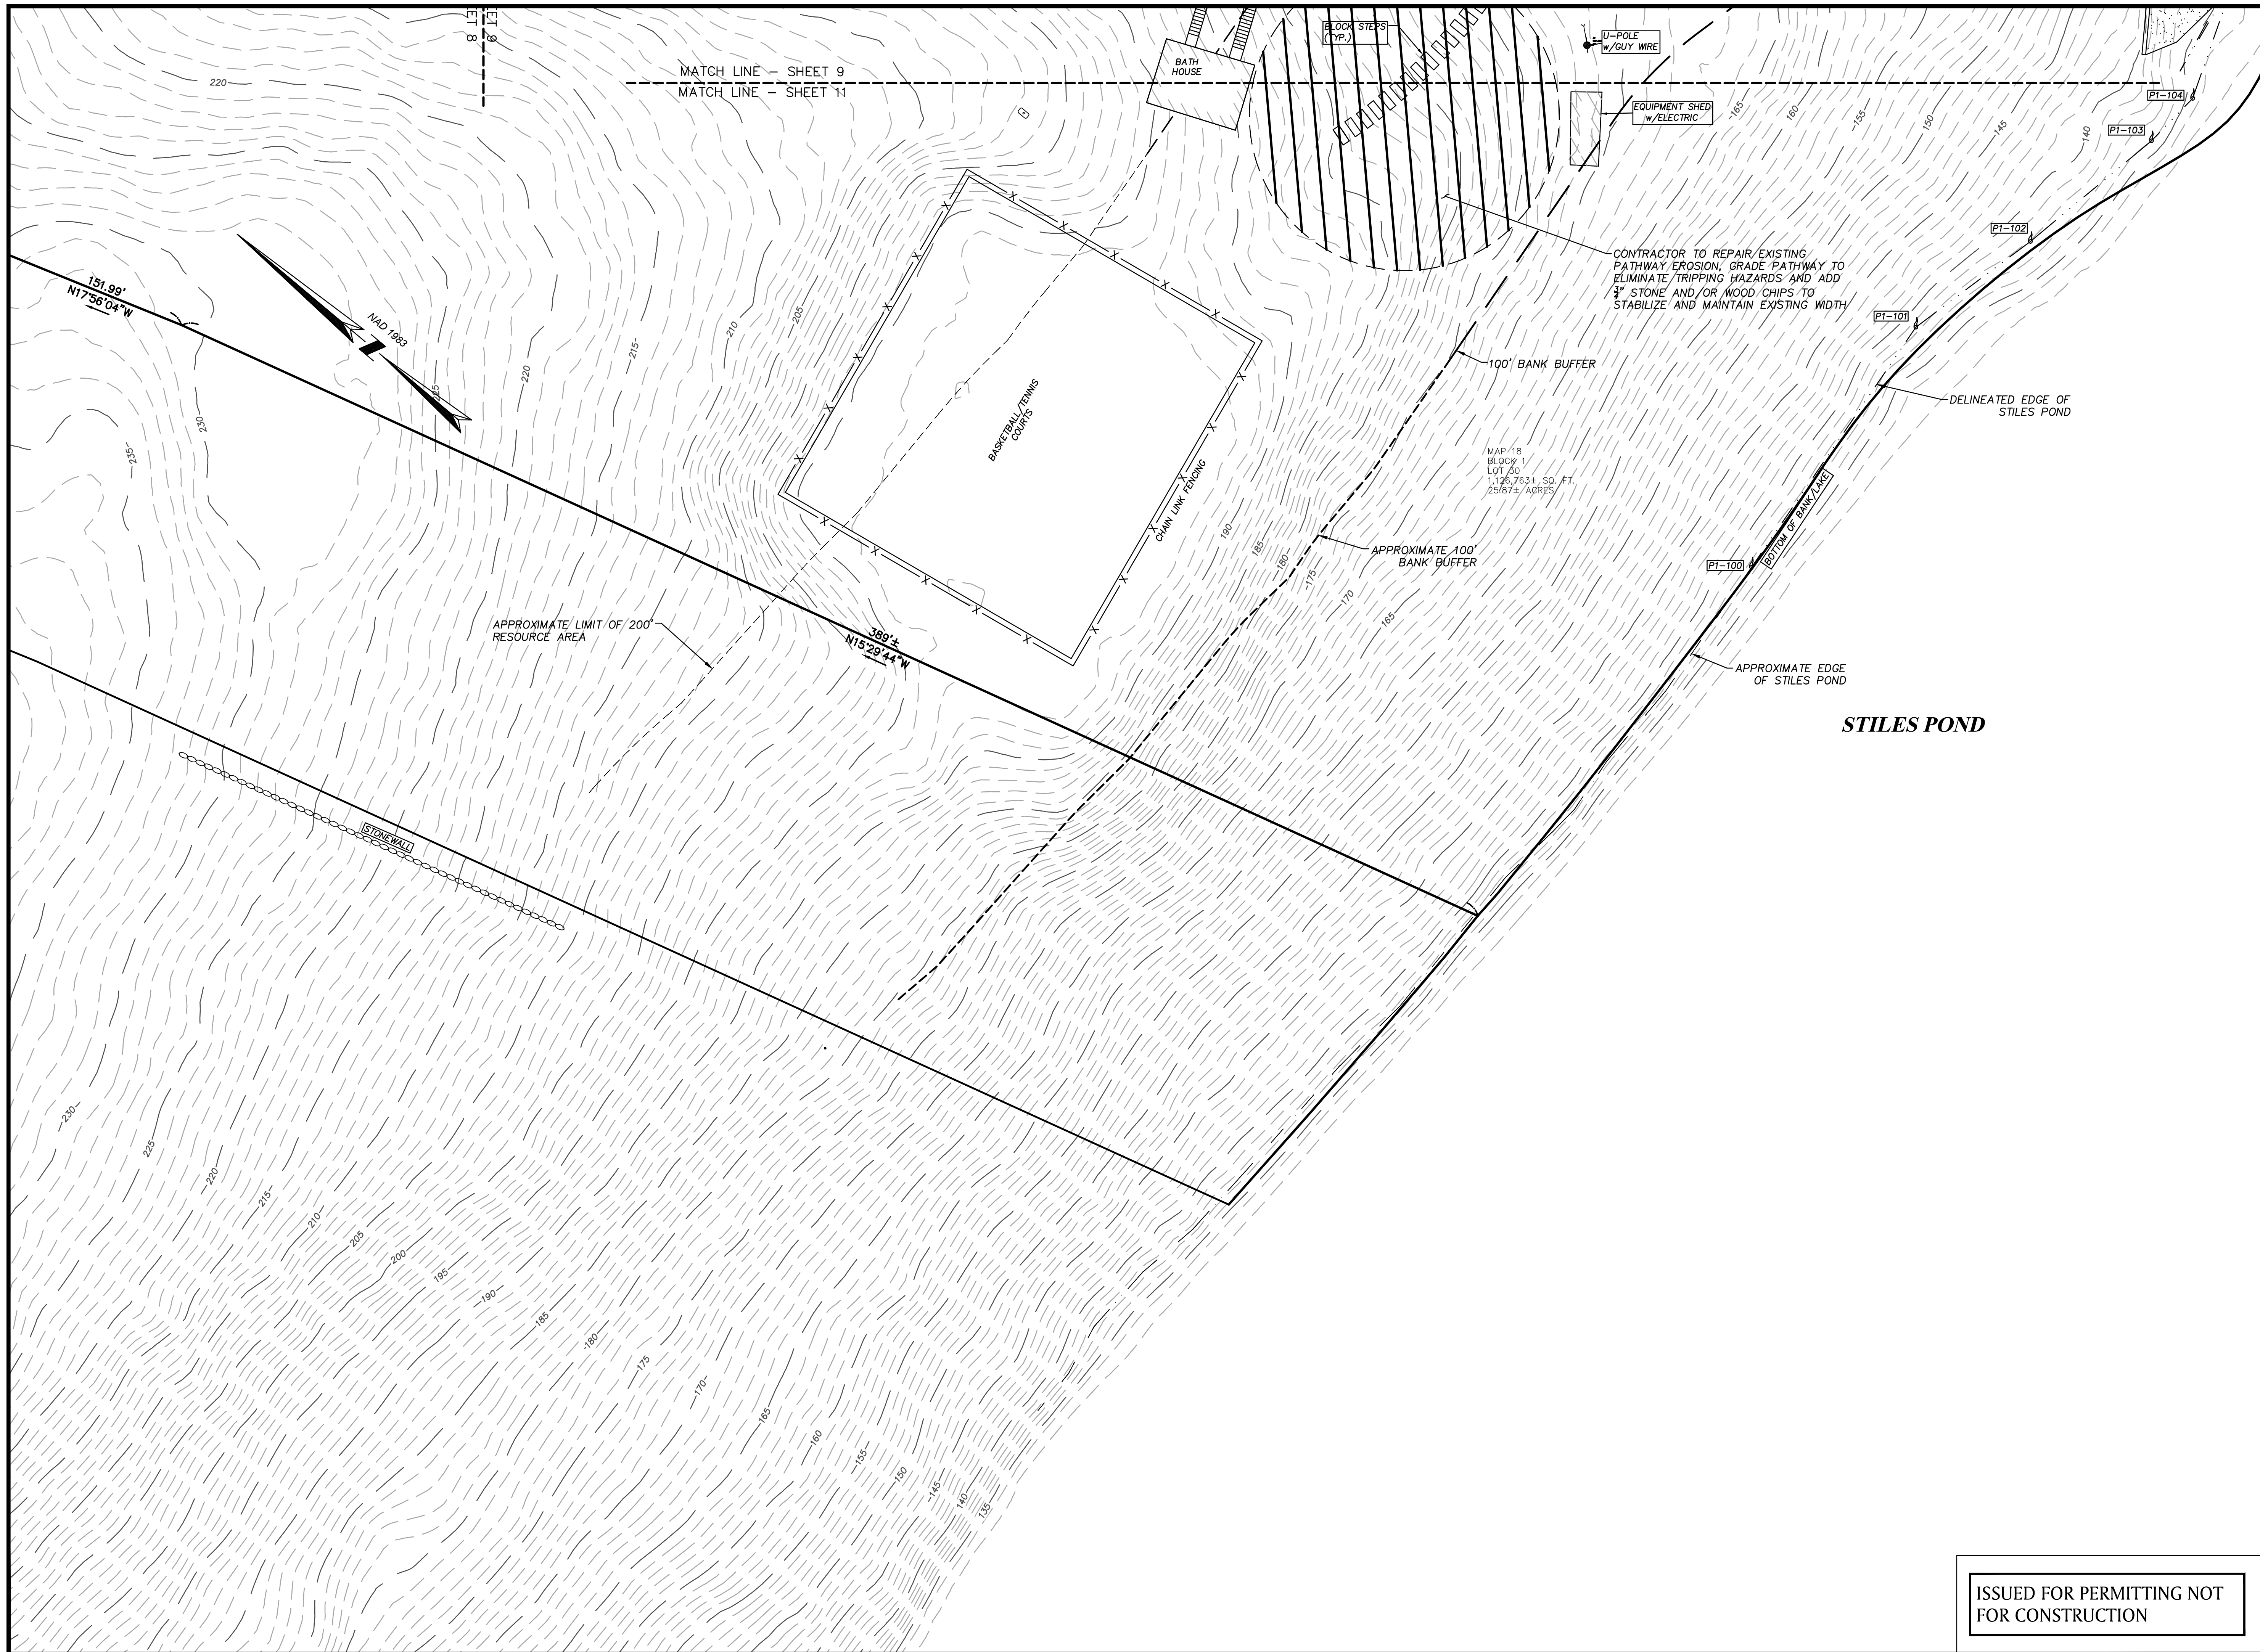 220
MATCH LINE - SHEET 9
MATCH LINE - SHEET 11
BATH
HOUSE
BLOCK STEPS
(TYP.)
U-POLE
w/GUY WIRE
EQUIPMENT SHED
w/ELECTRIC
165
160
155
150
145
140
P1-104
P1-103
P1-102
P1-101
CONTRACTOR TO REPAIR EXISTING
PATHWAY EROSION, GRADE PATHWAY TO
ELIMINATE TRIPPING HAZARDS AND ADD
STONE AND/OR WOOD CHIPS TO
STABILIZE AND MAINTAIN EXISTING WIDTH
100' BANK BUFFER
DELINEATED EDGE OF
STILES POND
151.99'
N17°56'04"W
NAD 1983
235
230
225
220
215
210
205
BASKETBALL/TENNIS
COURTS
CHAIN LINK FENCING
MAP 18
BLOCK 1
LOT 30
1,126,763± SQ. FT.
25.87± ACRES
BOTTOM OF BANK/LAKE
P1-100
190
185
180
175
170
165
APPROXIMATE 100'
BANK BUFFER
APPROXIMATE LIMIT OF 200'
RESOURCE AREA
389'±
N15°29'44"W
APPROXIMATE EDGE
OF STILES POND
STILES POND
STONEWALL
230
225
220
215
210
205
200
195
190
185
180
175
170
165
160
155
150
145
140
135
ISSUED FOR PERMITTING NOT
FOR CONSTRUCTION